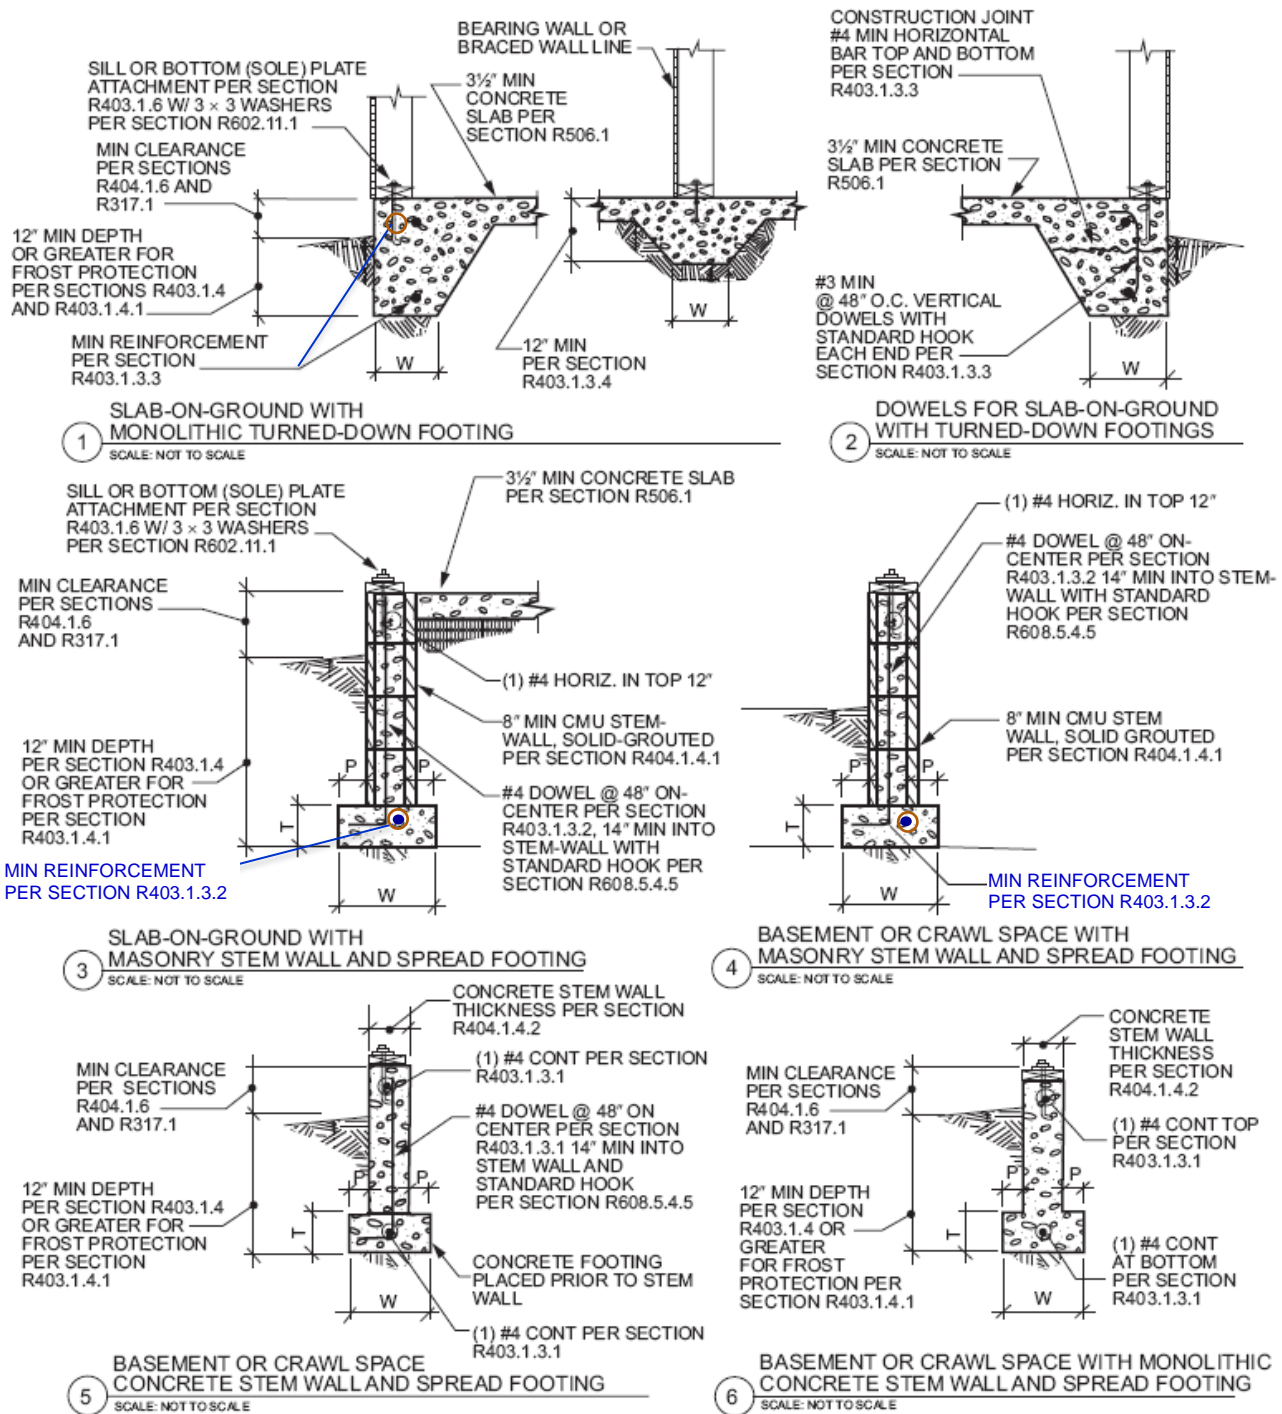 SILL OR BOTTOM (SOLE) PLATE
ATTACHMENT PER SECTION
R403.1.6 W/ 3 × 3 WASHERS
PER SECTION R602.11.1
MIN CLEARANCE
PER SECTIONS
R404.1.6 AND
R317.1
12" MIN DEPTH
OR GREATER FOR
FROST PROTECTION
PER SECTIONS R403.1.4
AND R403.1.4.1
MIN REINFORCEMENT
PER SECTION
R403.1.3.3
W
BEARING WALL OR
BRACED WALL LINE
3½" MIN
CONCRETE
SLAB PER
SECTION R506.1
W
12" MIN
PER SECTION
R403.1.3.4
1
SLAB-ON-GROUND WITH
MONOLITHIC TURNED-DOWN FOOTING
SCALE: NOT TO SCALE
CONSTRUCTION JOINT
#4 MIN HORIZONTAL
BAR TOP AND BOTTOM
PER SECTION
R403.1.3.3
3½" MIN CONCRETE
SLAB PER SECTION
R506.1
#3 MIN
@ 48" O.C. VERTICAL
DOWELS WITH
STANDARD HOOK
EACH END PER
SECTION R403.1.3.3
W
2
DOWELS FOR SLAB-ON-GROUND
WITH TURNED-DOWN FOOTINGS
SCALE: NOT TO SCALE
SILL OR BOTTOM (SOLE) PLATE
ATTACHMENT PER SECTION
R403.1.6 W/ 3 × 3 WASHERS
PER SECTION R602.11.1
3½" MIN CONCRETE SLAB
PER SECTION R506.1
MIN CLEARANCE
PER SECTIONS
R404.1.6
AND R317.1
(1) #4 HORIZ. IN TOP 12"
8" MIN CMU STEM-
WALL, SOLID-GROUTED
PER SECTION R404.1.4.1
12" MIN DEPTH
PER SECTION R403.1.4
OR GREATER FOR
FROST PROTECTION
PER SECTION
R403.1.4.1
P
P
T
#4 DOWEL @ 48" ON-
CENTER PER SECTION
R403.1.3.2, 14" MIN INTO
STEM-WALL WITH
STANDARD HOOK PER
SECTION R608.5.4.5
MIN REINFORCEMENT
PER SECTION R403.1.3.2
W
3
SLAB-ON-GROUND WITH
MASONRY STEM WALL AND SPREAD FOOTING
SCALE: NOT TO SCALE
(1) #4 HORIZ. IN TOP 12"
#4 DOWEL @ 48" ON-
CENTER PER SECTION
R403.1.3.2 14" MIN INTO STEM-
WALL WITH STANDARD
HOOK PER SECTION
R608.5.4.5
8" MIN CMU STEM
WALL, SOLID GROUTED
PER SECTION R404.1.4.1
P
P
T
W
MIN REINFORCEMENT
PER SECTION R403.1.3.2
4
BASEMENT OR CRAWL SPACE WITH
MASONRY STEM WALL AND SPREAD FOOTING
SCALE: NOT TO SCALE
CONCRETE STEM WALL
THICKNESS PER SECTION
R404.1.4.2
MIN CLEARANCE
PER SECTIONS
R404.1.6
AND R317.1
(1) #4 CONT PER SECTION
R403.1.3.1
#4 DOWEL @ 48" ON
CENTER PER SECTION
R403.1.3.1 14" MIN INTO
STEM WALL AND
STANDARD HOOK
PER SECTION R608.5.4.5
P
P
T
12" MIN DEPTH
PER SECTION R403.1.4
OR GREATER FOR
FROST PROTECTION
PER SECTION
R403.1.4.1
CONCRETE FOOTING
PLACED PRIOR TO STEM
WALL
W
(1) #4 CONT PER SECTION
R403.1.3.1
5
BASEMENT OR CRAWL SPACE
CONCRETE STEM WALL AND SPREAD FOOTING
SCALE: NOT TO SCALE
CONCRETE
STEM WALL
THICKNESS
PER SECTION
R404.1.4.2
MIN CLEARANCE
PER SECTIONS
R404.1.6
AND R317.1
(1) #4 CONT TOP
PER SECTION
R403.1.3.1
P
P
T
12" MIN DEPTH
PER SECTION
R403.1.4 OR
GREATER
FOR FROST
PROTECTION PER
SECTION R403.1.4.1
(1) #4 CONT
AT BOTTOM
PER SECTION
R403.1.3.1
W
6
BASEMENT OR CRAWL SPACE WITH MONOLITHIC
CONCRETE STEM WALL AND SPREAD FOOTING
SCALE: NOT TO SCALE